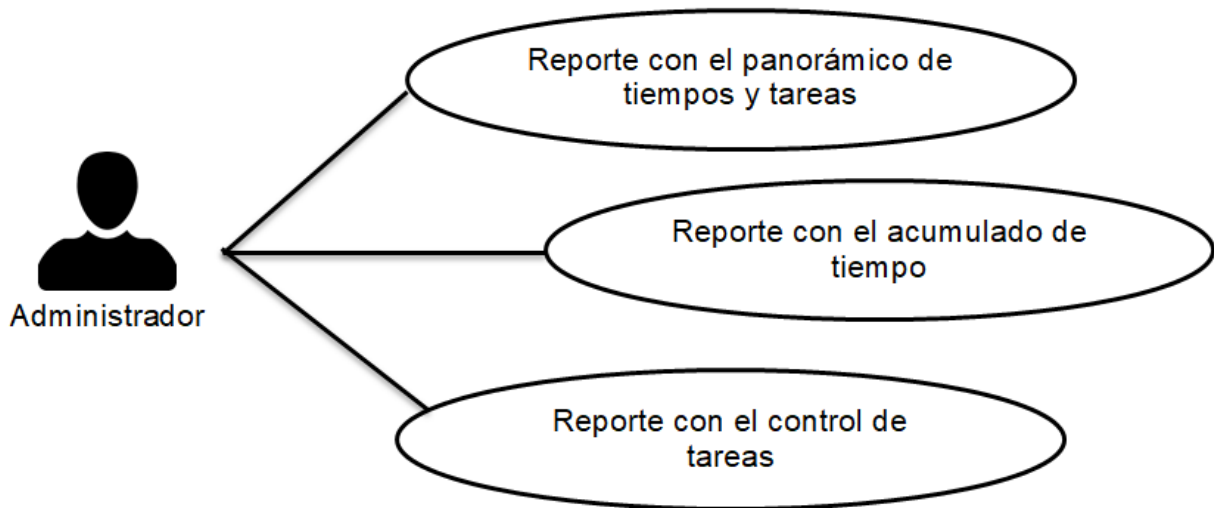 Reporte con el panorámico de
tiempos y tareas
Reporte con el acumulado de
tiempo
Administrador
Reporte con el control de
tareas